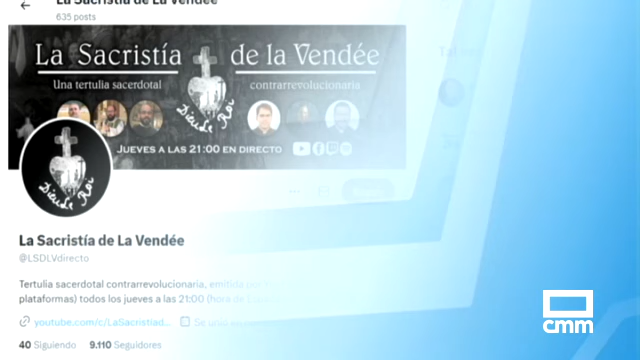 La Sacristía de La Vendée
635 posts
La Sacristía de la Vendée
Una tertulia sacerdotal contrarrevolucionaria
Dieu Le Roi
JUEVES A LAS 21:00 EN DIRECTO
Dieu Le Roi
La Sacristía de La Vendée
@LSDLVdirecto
Tertulia sacerdotal contrarrevolucionaria, emitida
plataformas) todos los jueves a las 21:00 (hora de
youtube.com/c/LaSacristiad... Se unió
40 Siguiendo 9.110 Seguidores
cmm